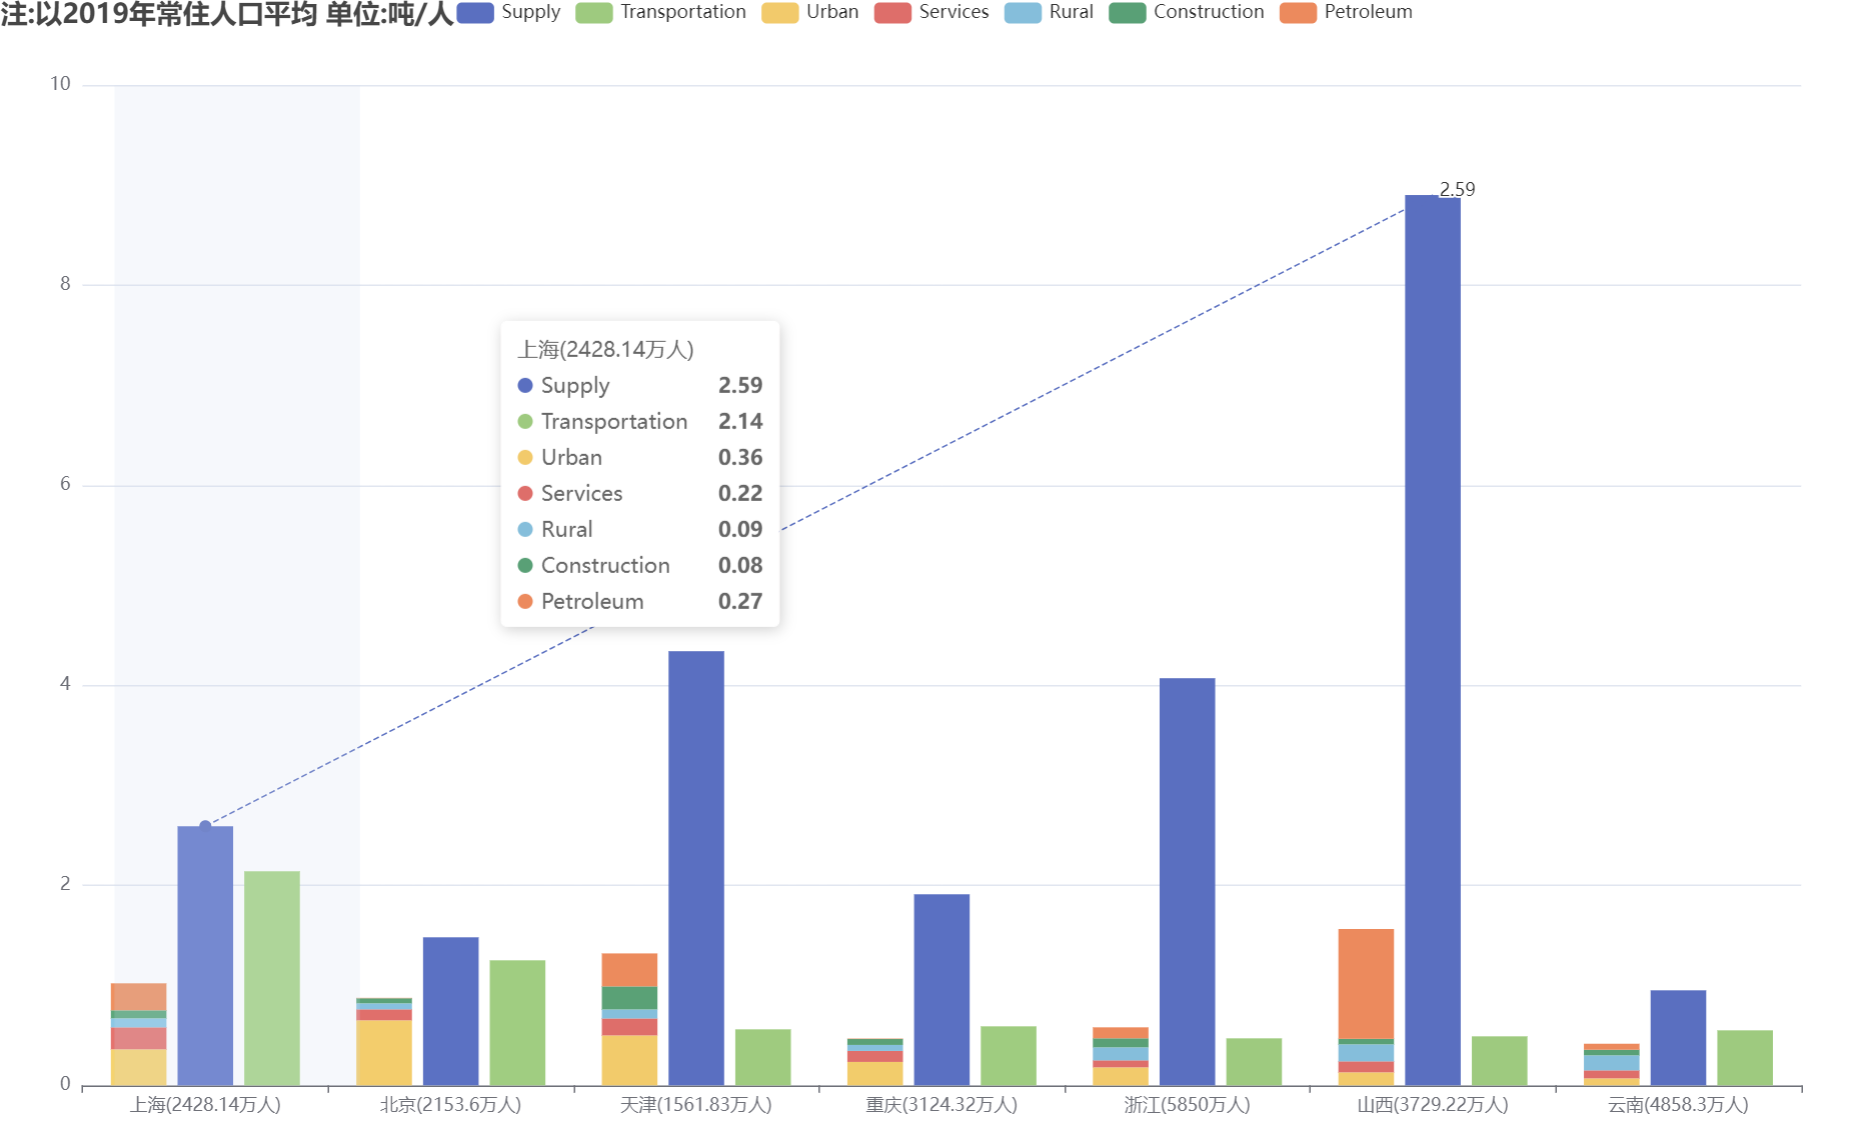 注:以2019年常住人口平均 单位:吨/人 Supply Transportation Urban Services Rural Construction Petroleum
10
2.59
8
上海(2428.14万人)
Supply 2.59
Transportation 2.14
Urban 0.36
6
Services 0.22
Rural 0.09
Construction 0.08
Petroleum 0.27
4
2
0
上海(2428.14万人) 北京(2153.6万人) 天津(1561.83万人) 重庆(3124.32万人) 浙江(5850万人) 山西(3729.22万人) 云南(4858.3万人)